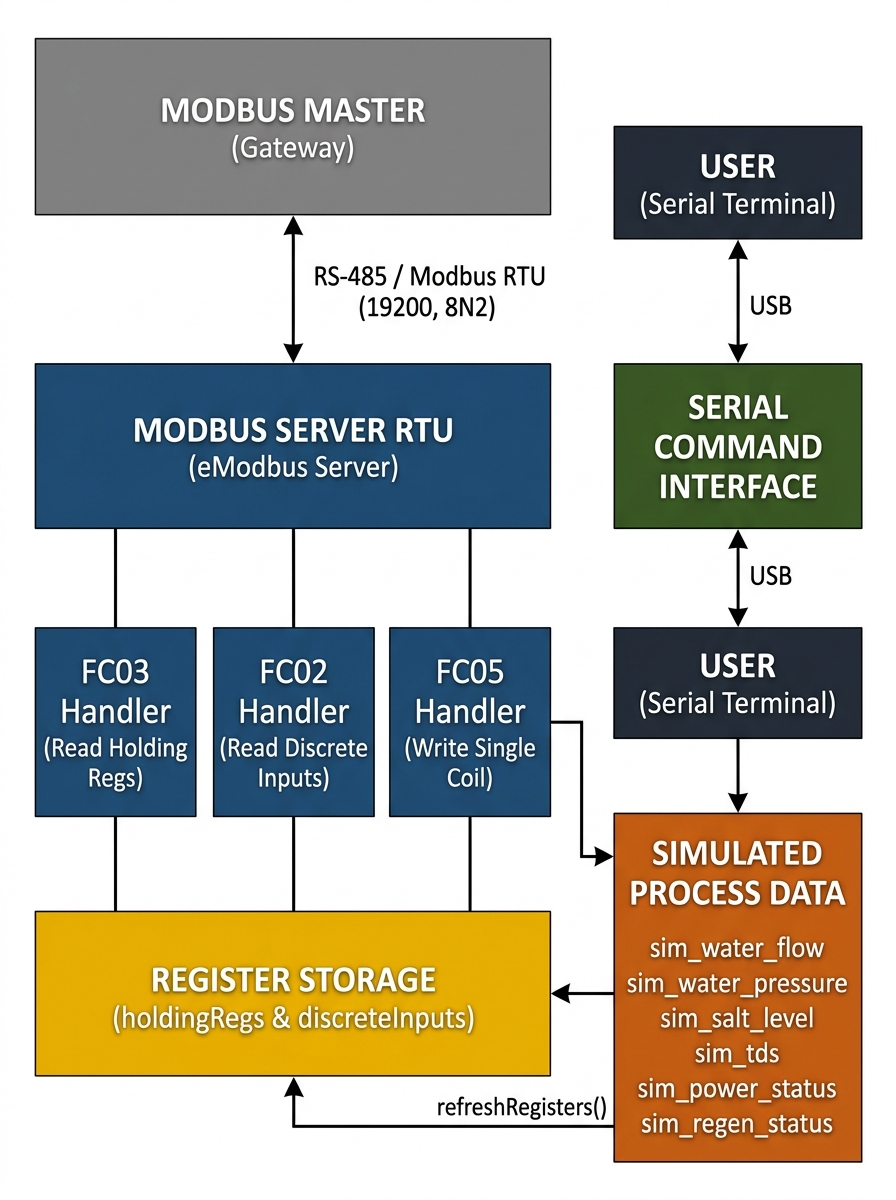 MODBUS MASTER
(Gateway)
RS-485 / Modbus RTU
(19200, 8N2)
MODBUS SERVER RTU
(eModbus Server)
FC03
Handler
(Read Holding
Regs)
FC02
Handler
(Read Discrete
Inputs)
FC05
Handler
(Write Single
Coil)
REGISTER STORAGE
(holdingRegs & discreteInputs)
USER
(Serial Terminal)
USB
SERIAL
COMMAND
INTERFACE
USB
USER
(Serial Terminal)
SIMULATED
PROCESS DATA
sim_water_flow
sim_water_pressure
sim_salt_level
sim_tds
sim_power_status
sim_regen_status
refreshRegisters()